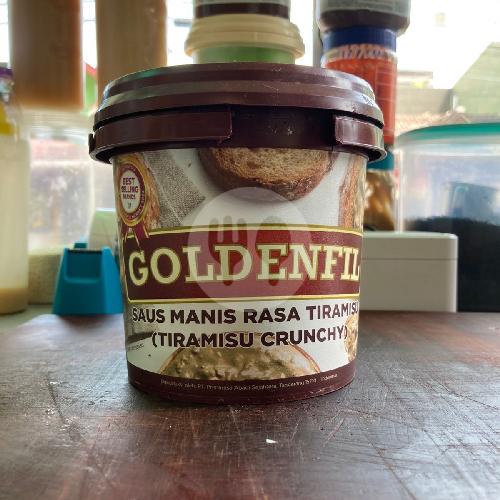 BEST
SELLING
BRANDS
GOLDENFIL
SAUS MANIS RASA TIRAMISU
(TIRAMISU CRUNCHY)